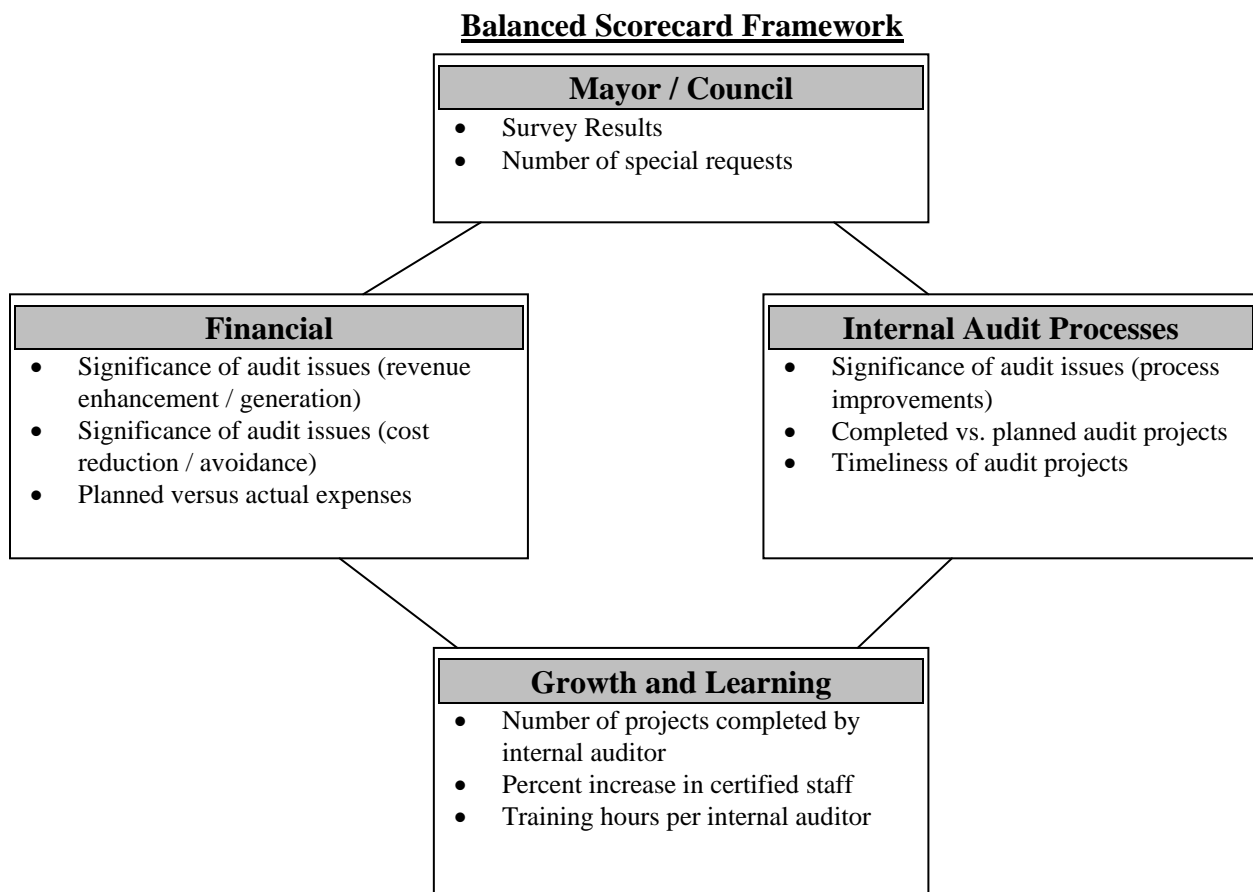 Balanced Scorecard Framework
Mayor / Council
• Survey Results
• Number of special requests
Financial
• Significance of audit issues (revenue
enhancement / generation)
• Significance of audit issues (cost
reduction / avoidance)
• Planned versus actual expenses
Internal Audit Processes
• Significance of audit issues (process
improvements)
• Completed vs. planned audit projects
• Timeliness of audit projects
Growth and Learning
• Number of projects completed by
internal auditor
• Percent increase in certified staff
• Training hours per internal auditor